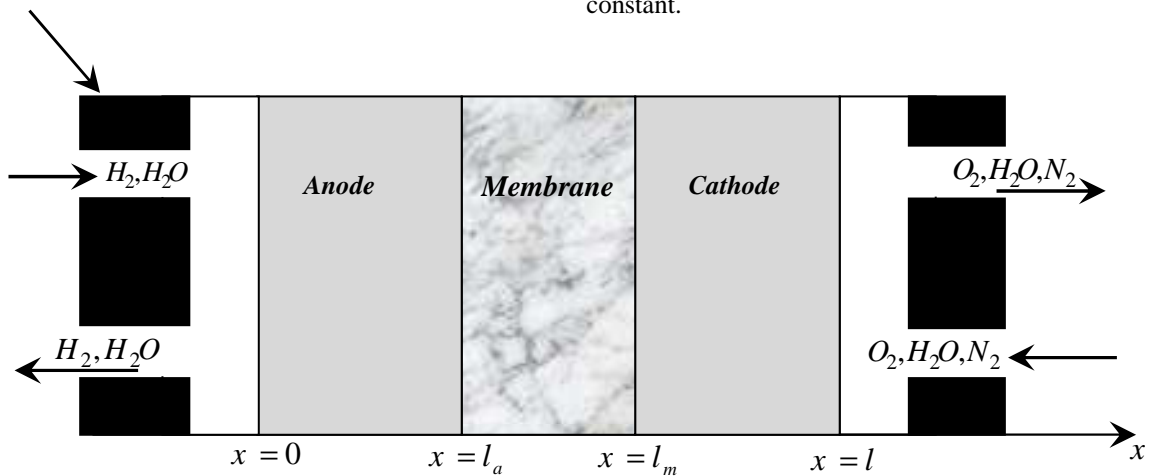 constant.
H₂,H₂O
Anode
Membrane
Cathode
O₂,H₂O,N₂
H₂,H₂O
O₂,H₂O,N₂
x = 0
x = lₐ
x = lₘ
x = l
x